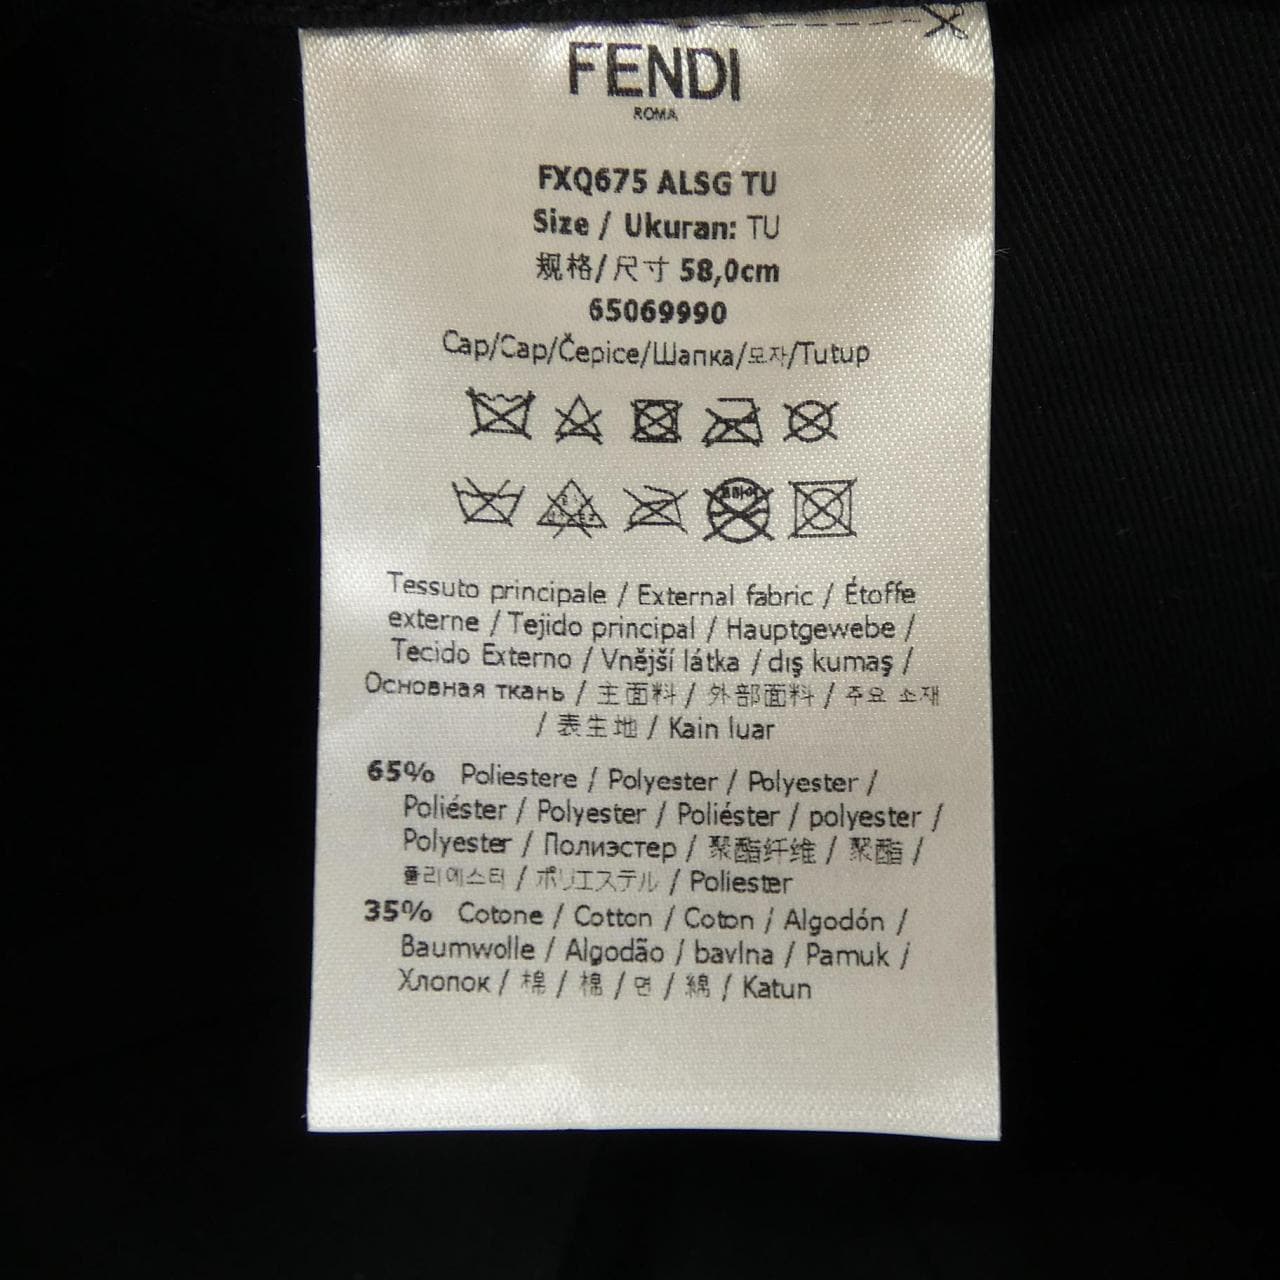 FENDI
ROMA
FXQ675 ALSG TU
Size / Ukuran: TU
规格/尺寸 58,0cm
65069990
Cap/Cap/Čepice/Шапка/모자/Tutup
Tessuto principale / External fabric / Étoffe
externe / Tejido principal / Hauptgewebe /
Tecido Externo / Vnější látka / dış kumaş /
Основная ткань / 主面料 / 外部面料 / 주요 소재
/ 表生地 / Kain luar
65% Poliestere / Polyester / Polyester /
Poliéster / Polyester / Poliéster / polyester /
Polyester / Полиэстер / 聚酯纤维 / 聚酯 /
폴리에스터 / ポリエステル / Poliester
35% Cotone / Cotton / Coton / Algodón /
Baumwolle / Algodão / bavlna / Pamuk /
Хлопок / 棉 / 棉 / 면 / 綿 / Katun